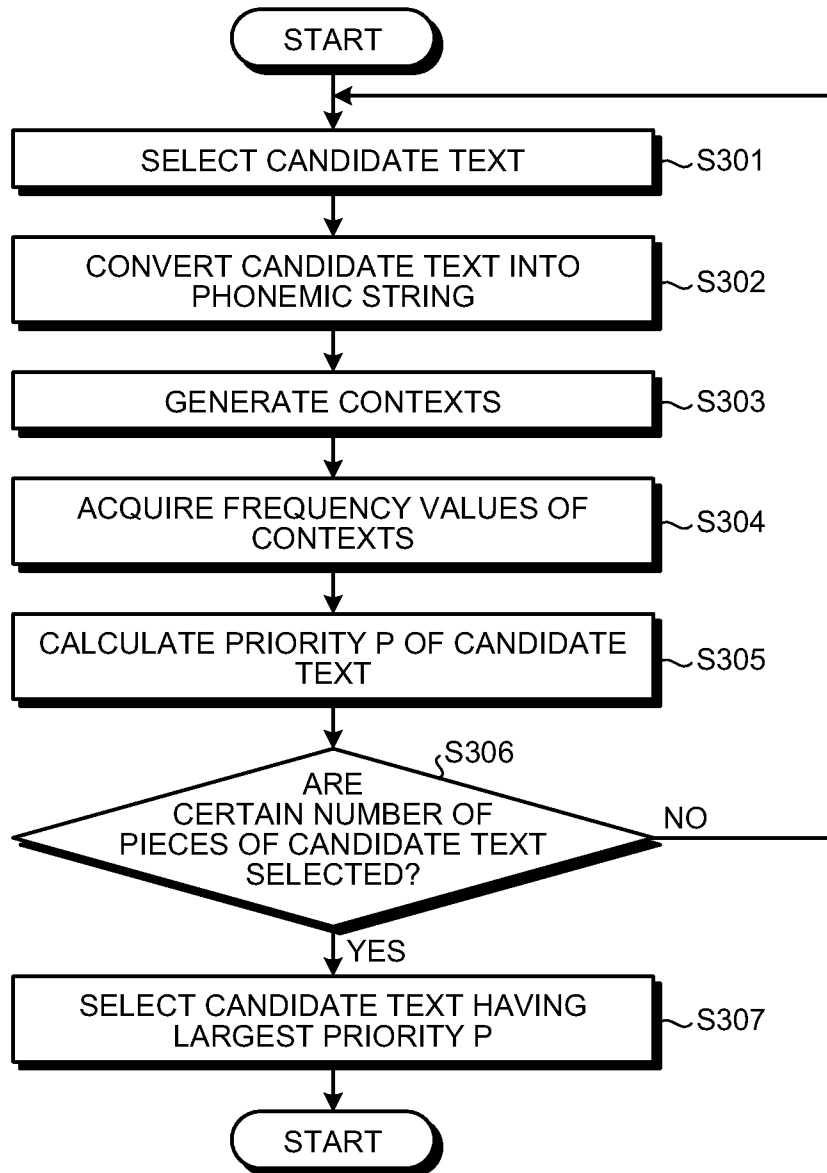 START
SELECT CANDIDATE TEXT
S301
CONVERT CANDIDATE TEXT INTO
PHONEMIC STRING
S302
GENERATE CONTEXTS
S303
ACQUIRE FREQUENCY VALUES OF
CONTEXTS
S304
CALCULATE PRIORITY P OF CANDIDATE
TEXT
S305
S306
ARE
CERTAIN NUMBER OF
PIECES OF CANDIDATE TEXT
SELECTED?
NO
YES
SELECT CANDIDATE TEXT HAVING
LARGEST PRIORITY P
S307
START